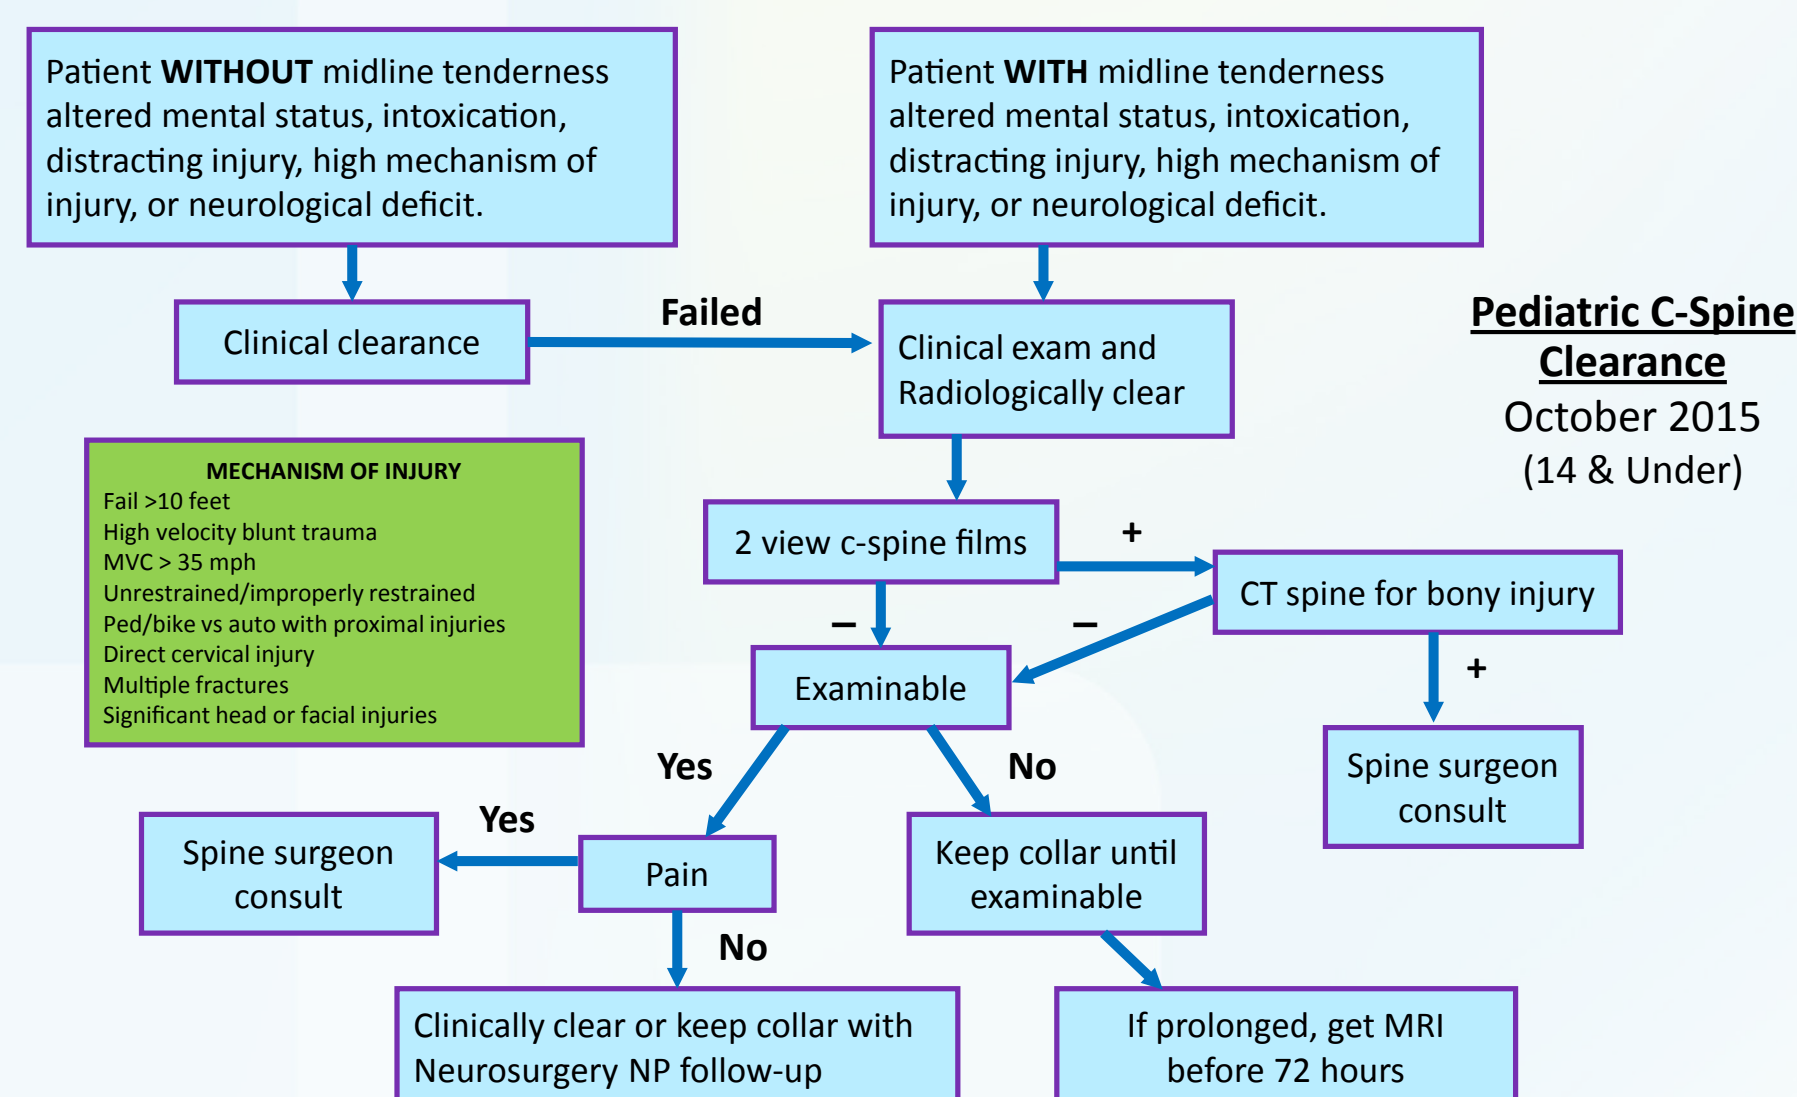 Patient WITHOUT midline tenderness
altered mental status, intoxication,
distracting injury, high mechanism of
injury, or neurological deficit.
Patient WITH midline tenderness
altered mental status, intoxication,
distracting injury, high mechanism of
injury, or neurological deficit.
Clinical clearance
Failed
Clinical exam and
Radiologically clear
Pediatric C-Spine
Clearance
October 2015
(14 & Under)
MECHANISM OF INJURY
Fail >10 feet
High velocity blunt trauma
MVC > 35 mph
Unrestrained/improperly restrained
Ped/bike vs auto with proximal injuries
Direct cervical injury
Multiple fractures
Significant head or facial injuries
2 view c-spine films
+
CT spine for bony injury
–
–
+
Examinable
Spine surgeon
consult
Yes
No
Yes
Spine surgeon
consult
Pain
Keep collar until
examinable
No
Clinically clear or keep collar with
Neurosurgery NP follow-up
If prolonged, get MRI
before 72 hours